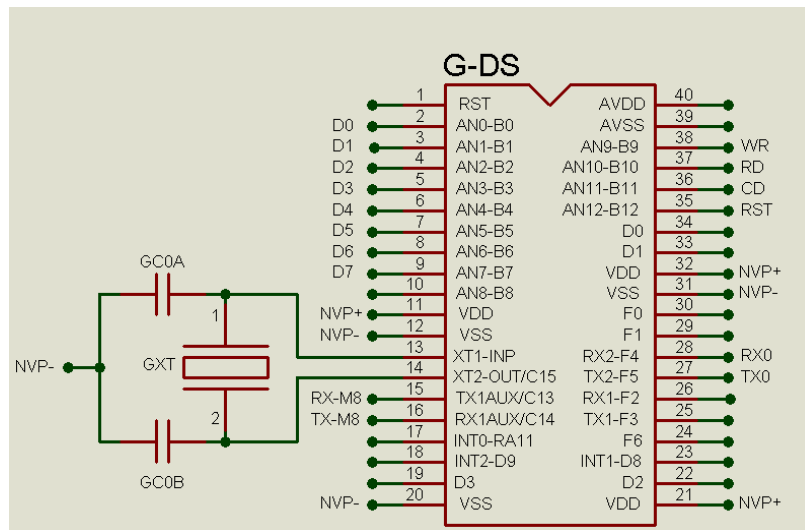 G-DS
1 RST AVDD 40
D0 2 AN0-B0 AVSS 39
D1 3 AN1-B1 AN9-B9 38 WR
D2 4 AN2-B2 AN10-B10 37 RD
D3 5 AN3-B3 AN11-B11 36 CD
D4 6 AN4-B4 AN12-B12 35 RST
D5 7 AN5-B5 D0 34
D6 8 AN6-B6 D1 33
D7 9 AN7-B7 VDD 32 NVP+
10 AN8-B8 VSS 31 NVP-
NVP+ 11 VDD F0 30
NVP- 12 VSS F1 29
13 XT1-INP RX2-F4 28 RX0
14 XT2-OUT/C15 TX2-F5 27 TX0
RX-M8 15 TX1AUX/C13 RX1-F2 26
TX-M8 16 RX1AUX/C14 TX1-F3 25
17 INT0-RA11 F6 24
18 INT2-D9 INT1-D8 23
19 D3 D2 22
NVP- 20 VSS VDD 21 NVP+
GC0A
1
NVP- GXT
2
GC0B